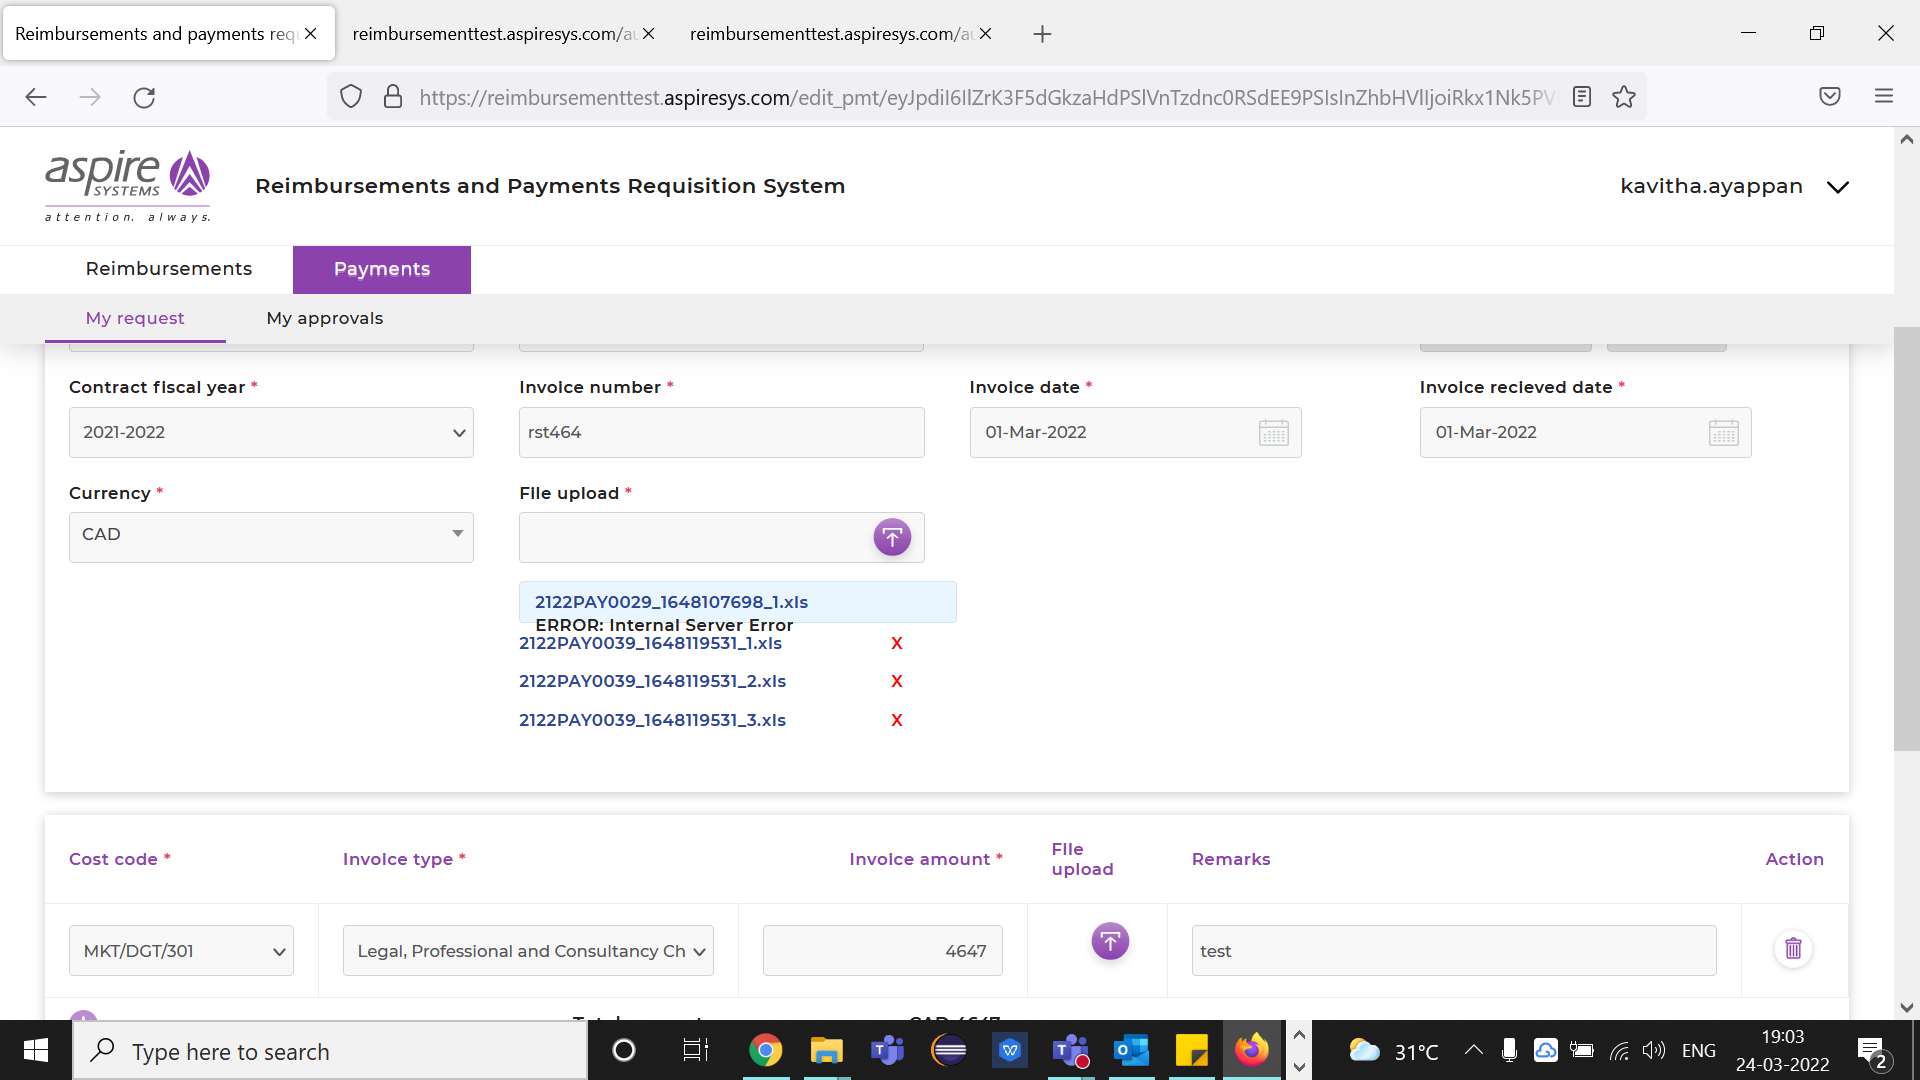 Reimbursements and payments req
reimbursementtest.aspiresys.com/au
reimbursementtest.aspiresys.com/au
https://reimbursementtest.aspiresys.com/edit_pmt/
aspire
SYSTEMS
attention. always.
Reimbursements and Payments Requisition System
kavitha.ayappan
Reimbursements
Payments
My request
My approvals
Contract fiscal year *
Invoice number *
Invoice date *
Invoice recieved date *
2021-2022
rst464
01-Mar-2022
01-Mar-2022
Currency *
File upload *
CAD
2122PAY0029_1648107698_1.xls
ERROR: Internal Server Error
2122PAY0039_1648119531_1.xls X
2122PAY0039_1648119531_2.xls X
2122PAY0039_1648119531_3.xls X
Cost code *
Invoice type *
Invoice amount *
File
upload
Remarks
Action
MKT/DGT/301
Legal, Professional and Consultancy Ch
4647
test
Type here to search
31°C
ENG
19:03
24-03-2022
2